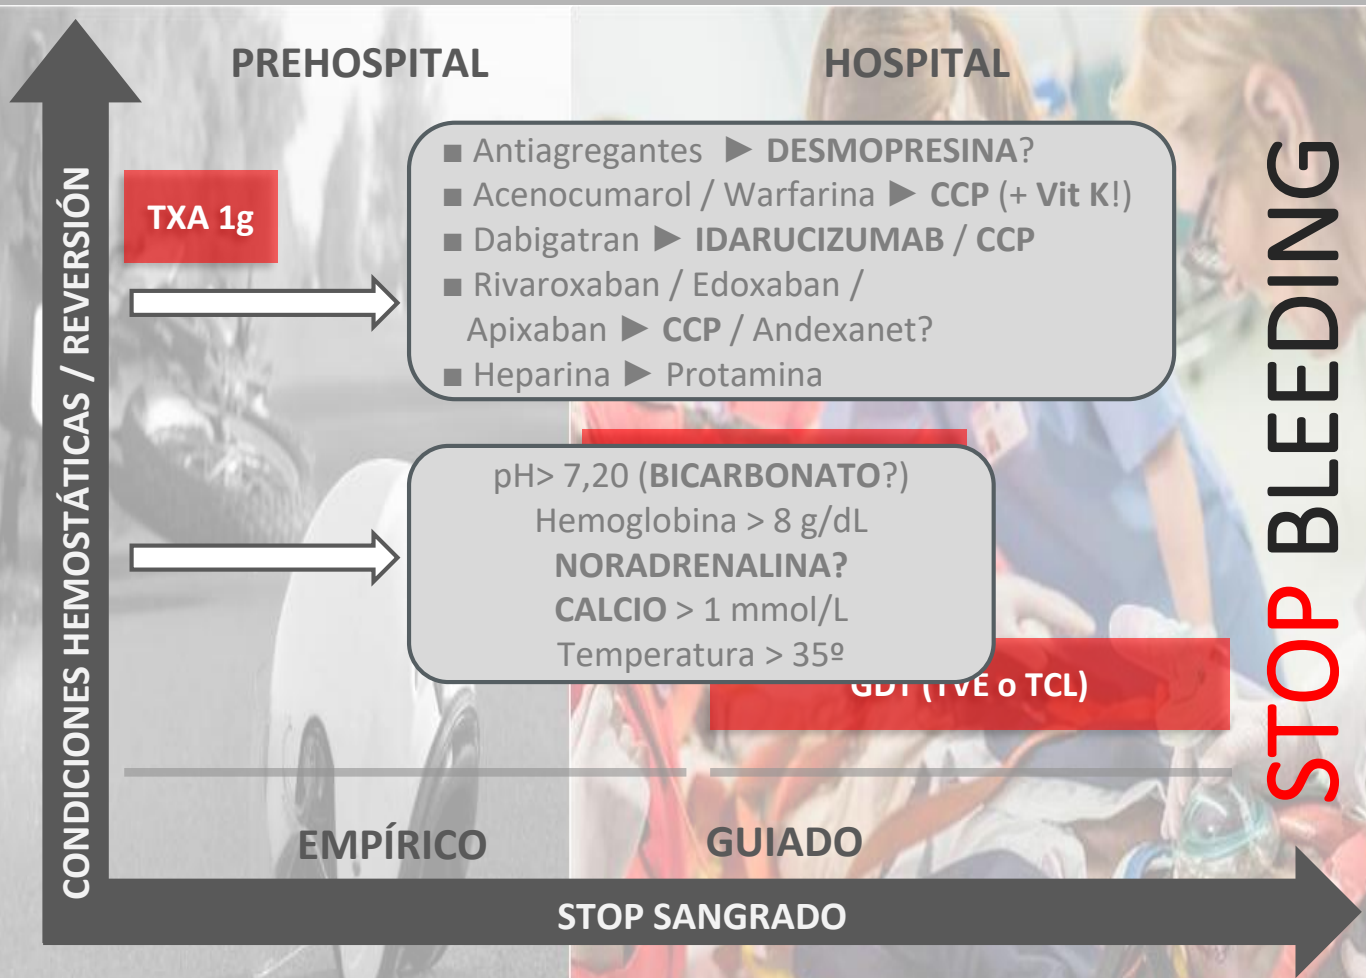 PREHOSPITAL
HOSPITAL
CONDICIONES HEMOSTÁTICAS / REVERSIÓN
TXA 1g
■ Antiagregantes ► DESMOPRESINA?
■ Acenocumarol / Warfarina ► CCP (+ Vit K!)
■ Dabigatran ► IDARUCIZUMAB / CCP
■ Rivaroxaban / Edoxaban /
Apixaban ► CCP / Andexanet?
■ Heparina ► Protamina
pH> 7,20 (BICARBONATO?)
Hemoglobina > 8 g/dL
NORADRENALINA?
CALCIO > 1 mmol/L
Temperatura > 35º
GDT (TVE o TCL)
EMPÍRICO
GUIADO
STOP SANGRADO
STOP BLEEDING